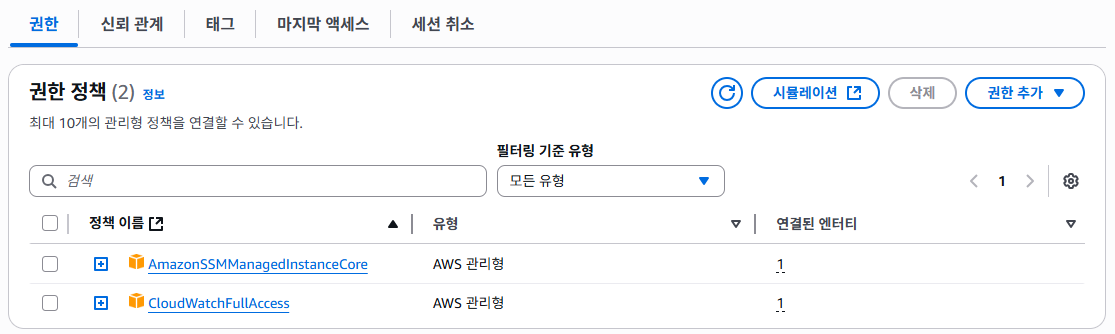 권한 신뢰 관계 태그 마지막 액세스 세션 취소
권한 정책 (2) 정보
시뮬레이션 삭제 권한 추가
최대 10개의 관리형 정책을 연결할 수 있습니다.
필터링 기준 유형
검색 모든 유형 1
정책 이름 유형 연결된 엔터티
AmazonSSMManagedInstanceCore AWS 관리형 1
CloudWatchFullAccess AWS 관리형 1